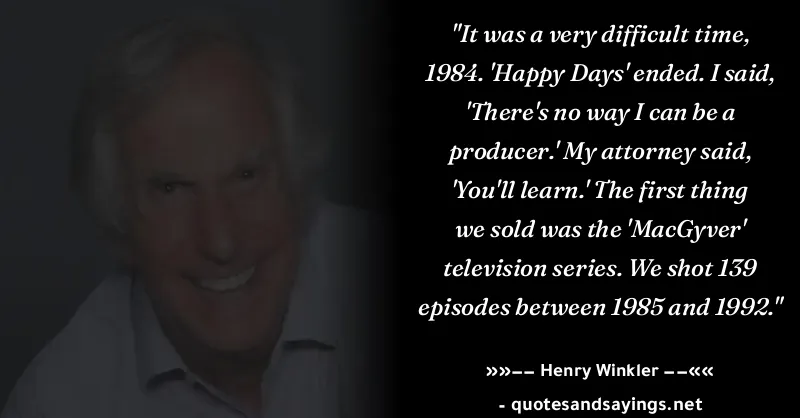 "It was a very difficult time,
1984. 'Happy Days' ended. I said,
'There's no way I can be a
producer.' My attorney said,
'You'll learn.' The first thing
we sold was the 'MacGyver'
television series. We shot 139
episodes between 1985 and 1992."
»»–– Henry Winkler ––««
- quotesandsayings.net